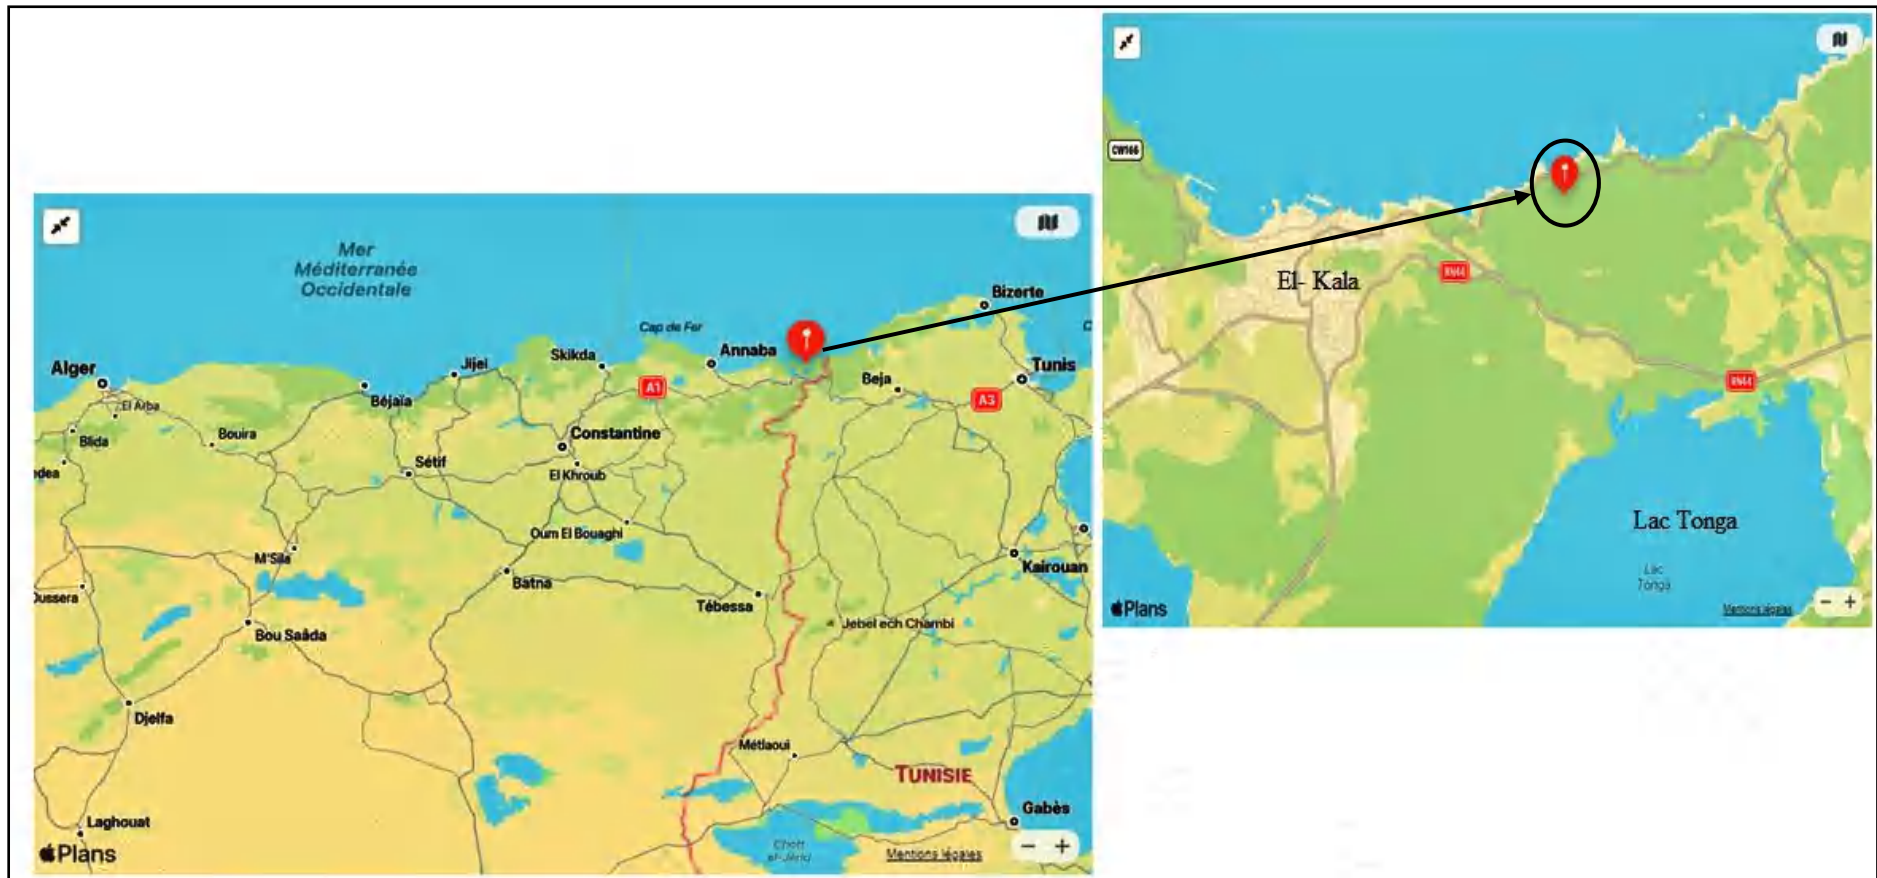 Mer
Méditerranée
Occidentale
Cap de Fer
Bizerte
Alger
El Arba
Blida
edea
Bouira
Béjaïa
Jijel
Skikda
A1
Annaba
Beja
A3
Tunis
Constantine
El Khroub
Sétif
Oum El Bouaghi
M'Sila
Batna
Tébessa
Kairouan
Jebel ech Chambi
Oussera
Bou Saâda
Djelfa
Métlaoui
TUNISIE
Gabès
Laghouat
Plans
Chott
el-Jérid
Mentions légales
− +
CW166
El- Kala
RN44
RN44
Lac Tonga
Lac
Tonga
Plans
Mentions légales
− +